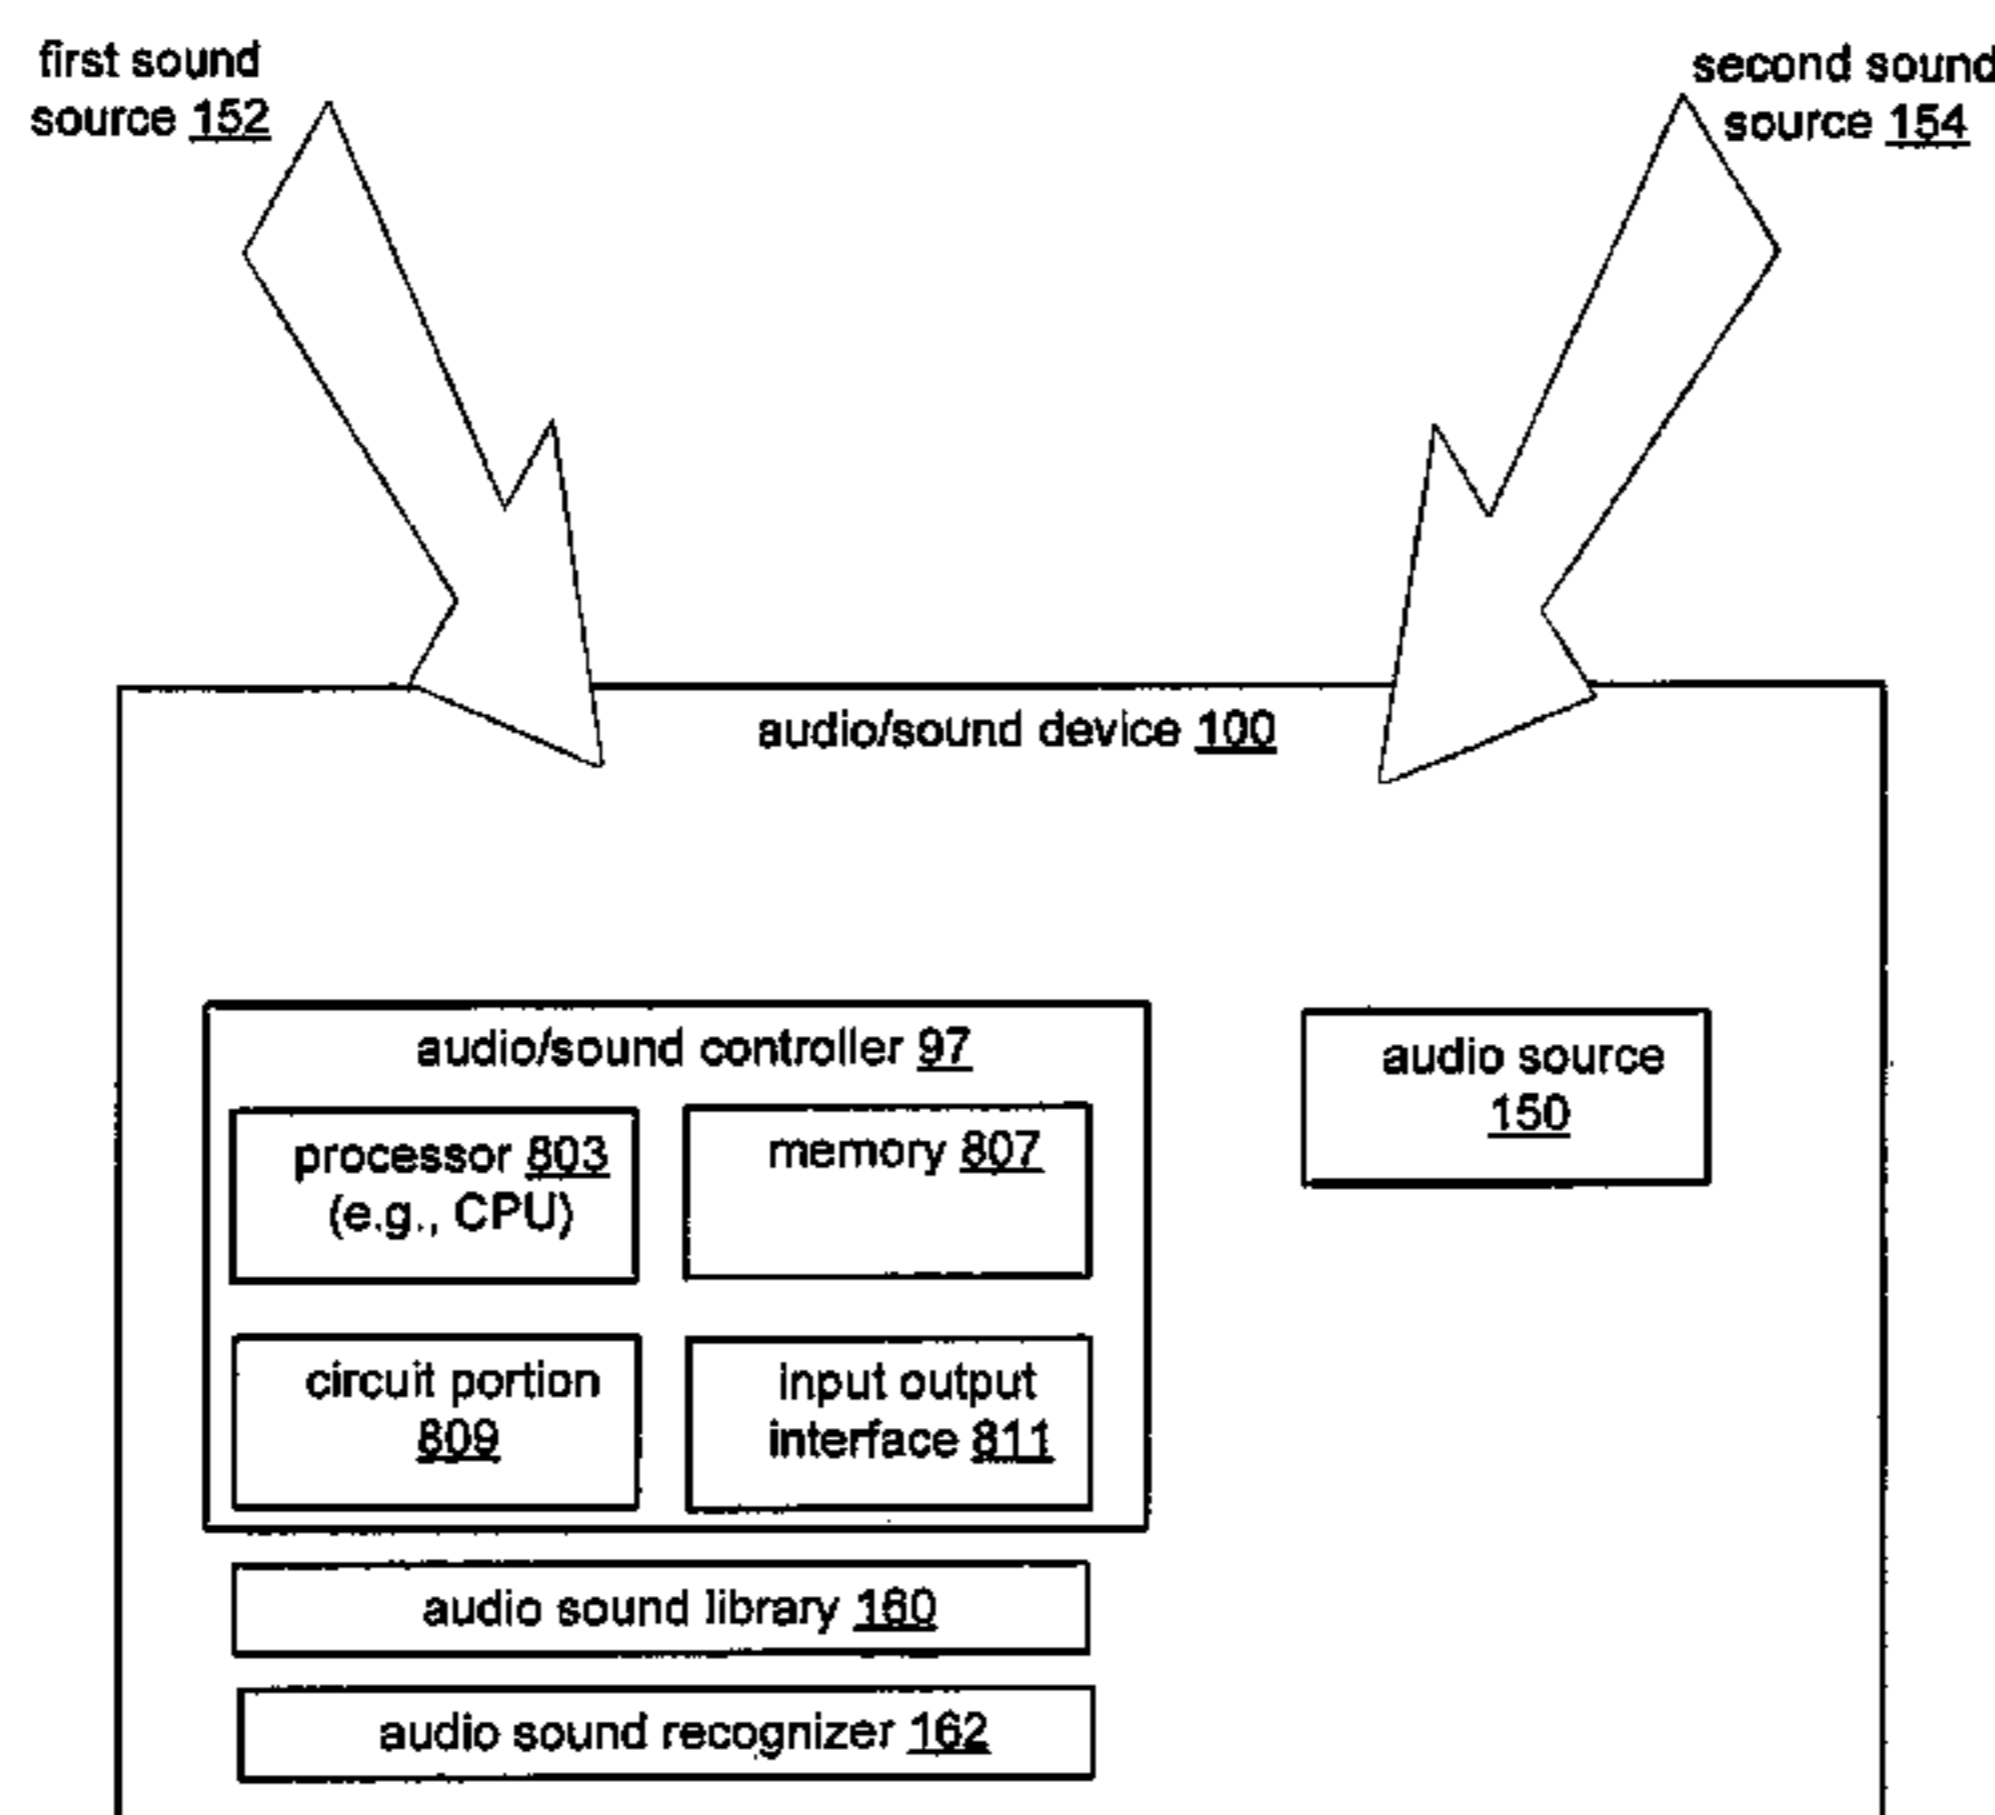 first sound
source 152
second sound
source 154
audio/sound device 100
audio/sound controller 97
processor 803
(e.g., CPU)
memory 807
circuit portion
809
input output
interface 811
audio source
150
audio sound library 160
audio sound recognizer 162